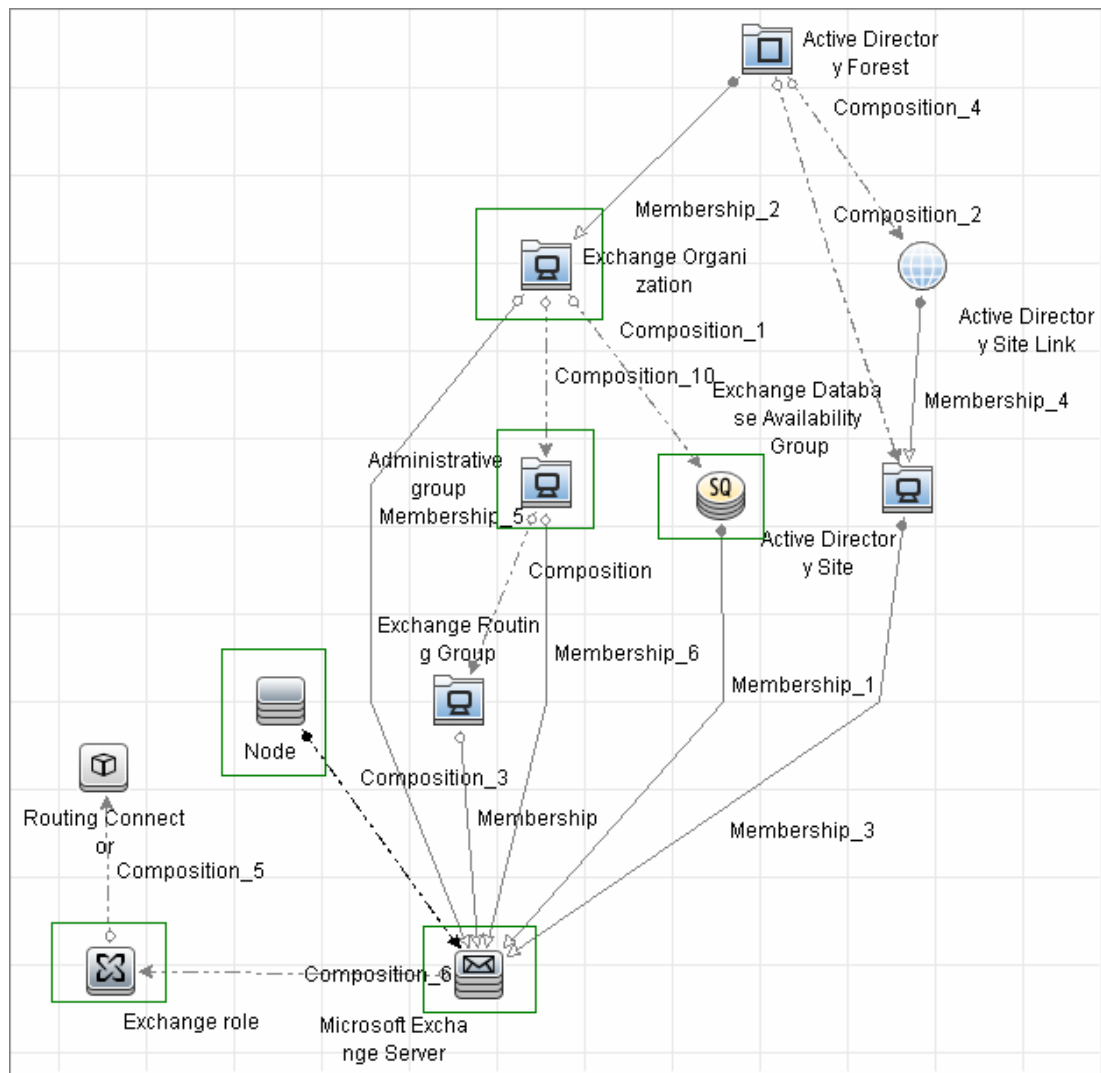 Active Director
y Forest
Composition_4
Membership_2
Composition_2
Exchange Organi
zation
Active Director
y Site Link
Composition_1
Composition_10
Exchange Databa
se Availability
Group
Membership_4
Administrative
group
Membership_5
SQ
Active Director
y Site
Composition
Exchange Routin
g Group
Membership_6
Membership_1
Node
Composition_3
Routing Connect
or
Membership
Membership_3
Composition_5
Composition_6
Exchange role
Microsoft Excha
nge Server